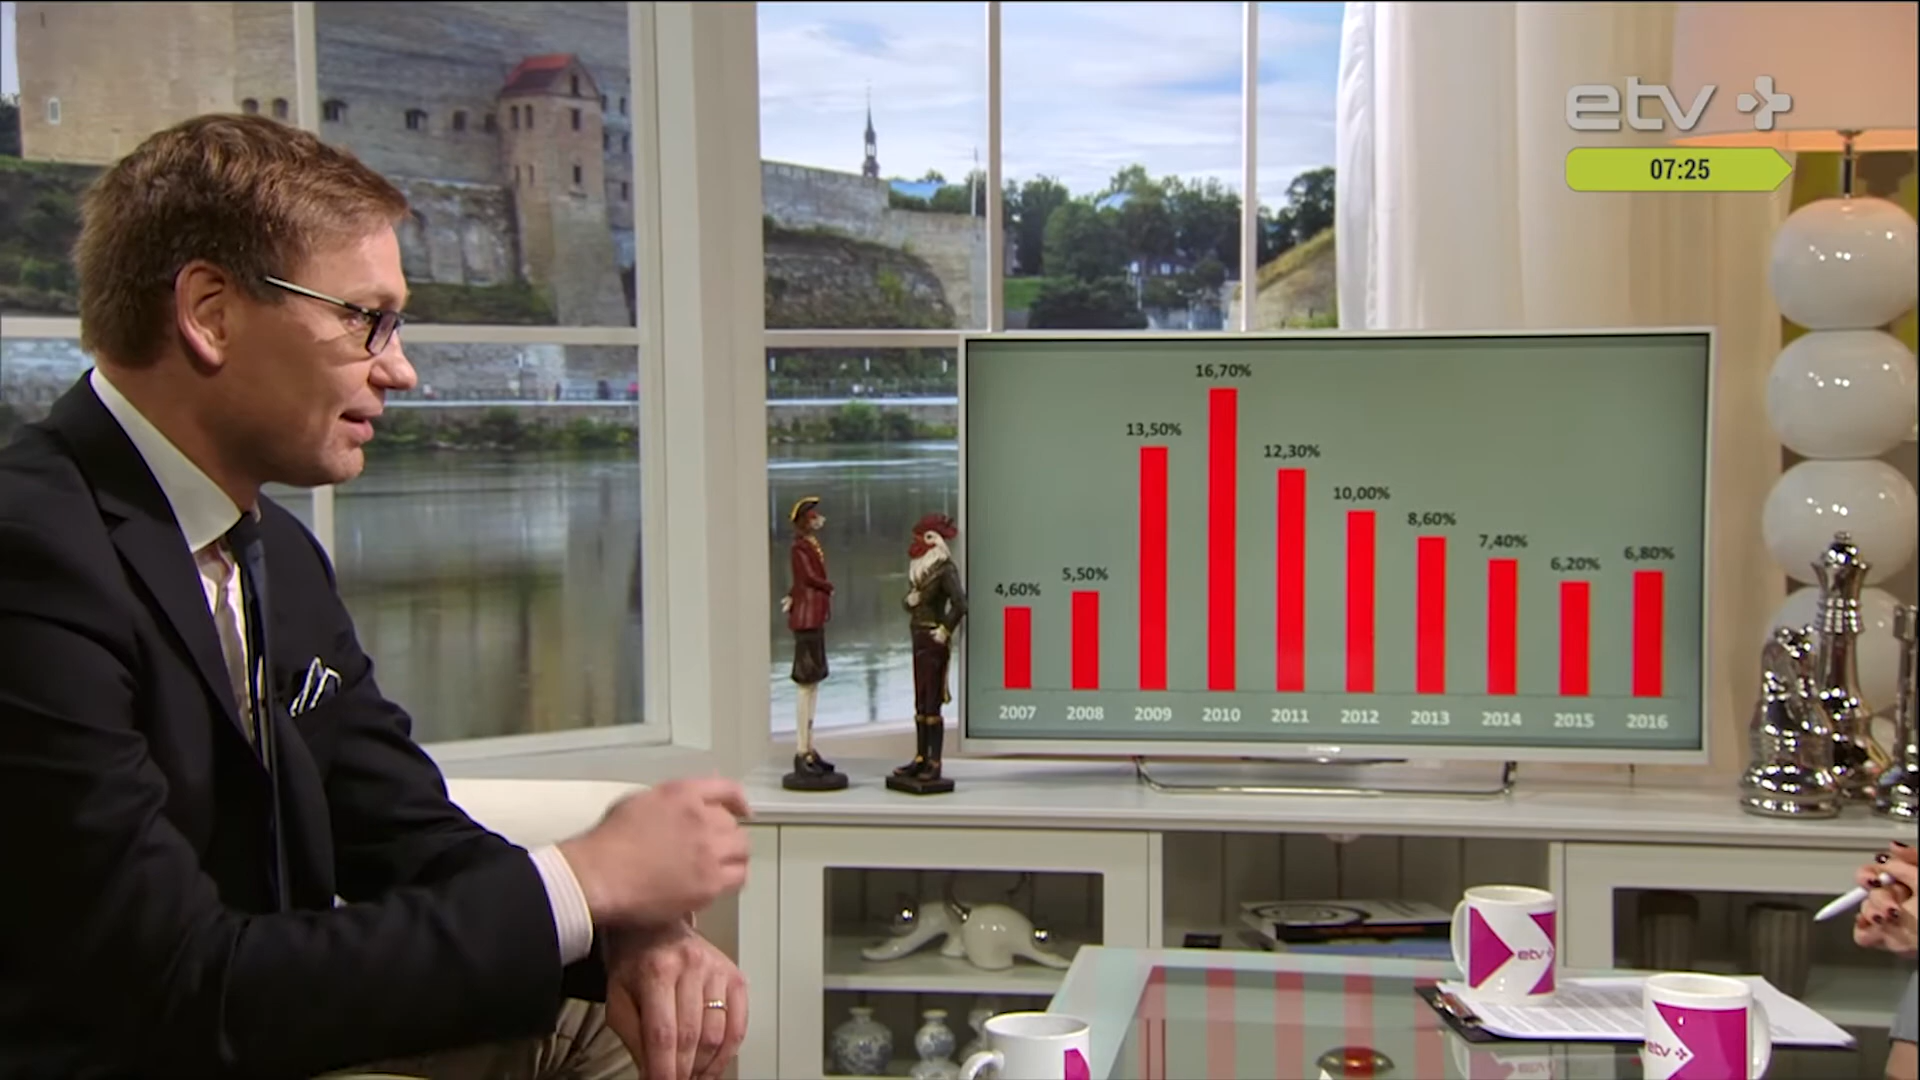 etv+
07:25
16,70%
13,50%
12,30%
10,00%
8,60%
7,40%
6,20%
6,80%
5,50%
4,60%
2007 2008 2009 2010 2011 2012 2013 2014 2015 2016
etv+
etv+